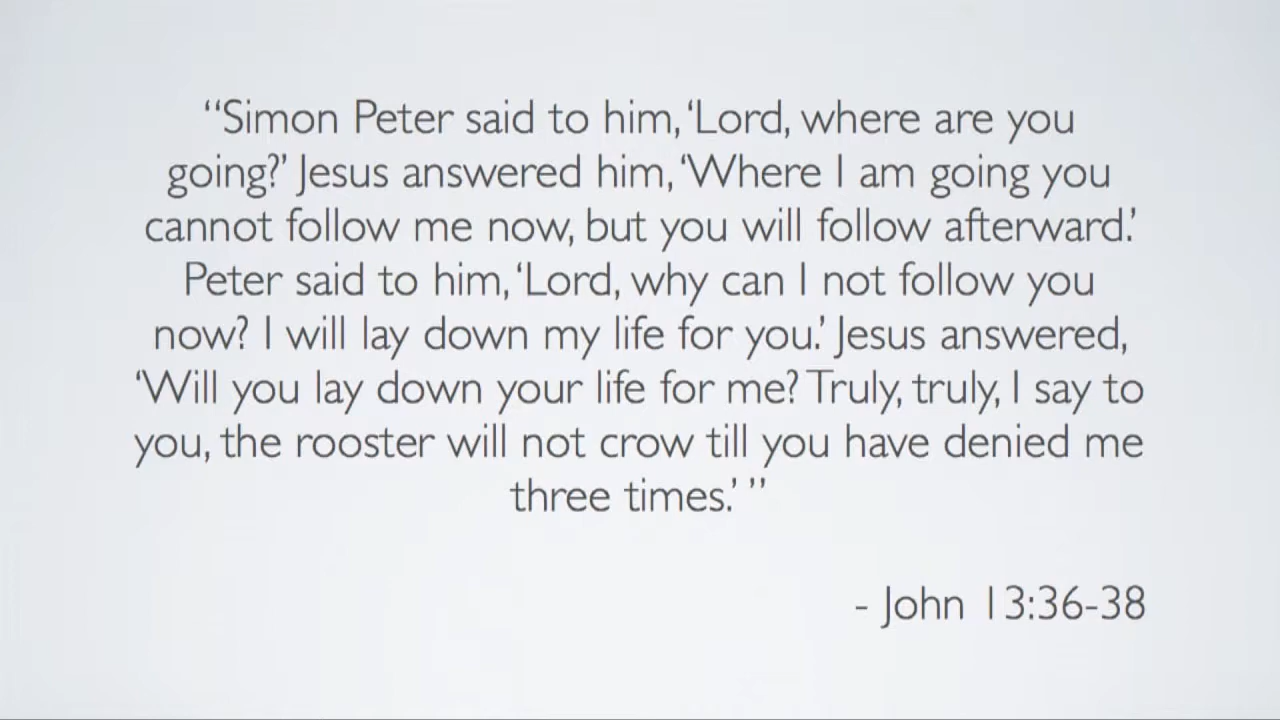 “Simon Peter said to him, ‘Lord, where are you
going?’ Jesus answered him, ‘Where I am going you
cannot follow me now, but you will follow afterward.’
Peter said to him, ‘Lord, why can I not follow you
now? I will lay down my life for you.’ Jesus answered,
‘Will you lay down your life for me? Truly, truly, I say to
you, the rooster will not crow till you have denied me
three times.’ ”
- John 13:36-38